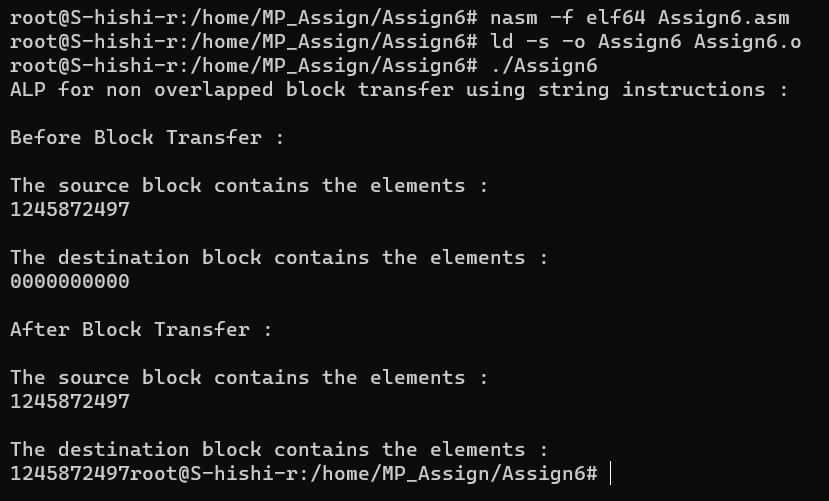 root@S-hishi-r:/home/MP_Assign/Assign6# nasm -f elf64 Assign6.asm
root@S-hishi-r:/home/MP_Assign/Assign6# ld -s -o Assign6 Assign6.o
root@S-hishi-r:/home/MP_Assign/Assign6# ./Assign6
ALP for non overlapped block transfer using string instructions :
Before Block Transfer :
The source block contains the elements :
1245872497
The destination block contains the elements :
0000000000
After Block Transfer :
The source block contains the elements :
1245872497
The destination block contains the elements :
1245872497root@S-hishi-r:/home/MP_Assign/Assign6#